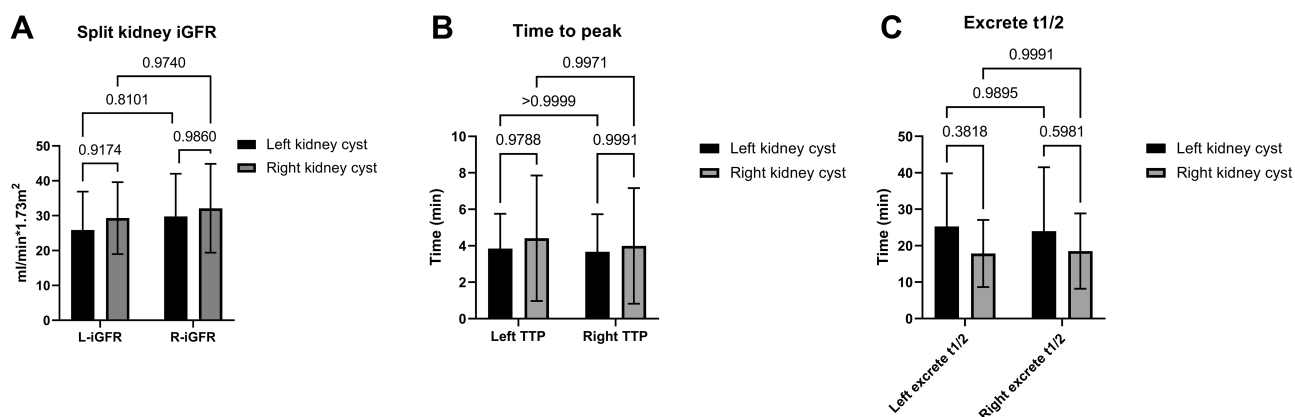 A
Split kidney iGFR
0.9740
0.8101
0.9174
0.9860
Left kidney cyst
Right kidney cyst
50
40
30
20
10
0
ml/min*1.73m²
L-iGFR
R-iGFR
B
Time to peak
0.9971
>0.9999
0.9788
0.9991
Left kidney cyst
Right kidney cyst
10
8
6
4
2
0
Time (min)
Left TTP
Right TTP
C
Excrete t1/2
0.9991
0.9895
0.3818
0.5981
Left kidney cyst
Right kidney cyst
50
40
30
20
10
0
Time (min)
Left excrete t1/2
Right excrete t1/2